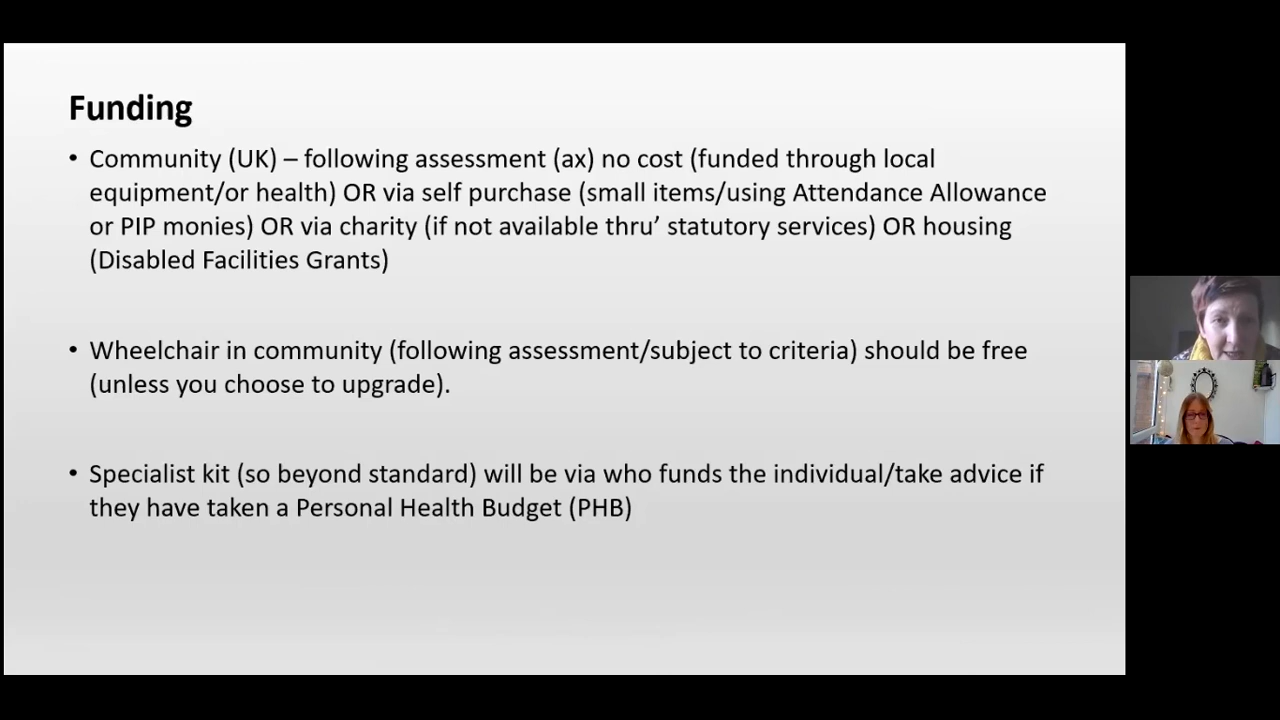 Funding
• Community (UK) – following assessment (ax) no cost (funded through local
equipment/or health) OR via self purchase (small items/using Attendance Allowance
or PIP monies) OR via charity (if not available thru’ statutory services) OR housing
(Disabled Facilities Grants)
• Wheelchair in community (following assessment/subject to criteria) should be free
(unless you choose to upgrade).
• Specialist kit (so beyond standard) will be via who funds the individual/take advice if
they have taken a Personal Health Budget (PHB)